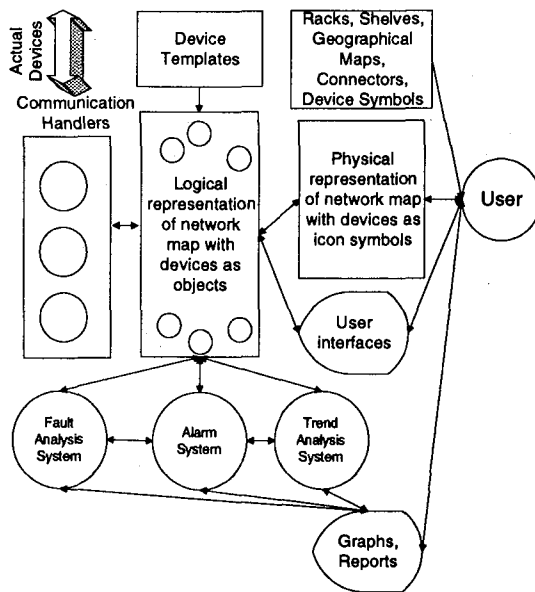 Actual
Devices
Communication
Handlers
Device
Templates
Racks, Shelves,
Geographical
Maps,
Connectors,
Device Symbols
Logical
representation
of network
map with
devices as
objects
Physical
representation
of network map
with devices as
icon symbols
User
User
interfaces
Fault
Analysis
System
Alarm
System
Trend
Analysis
System
Graphs,
Reports